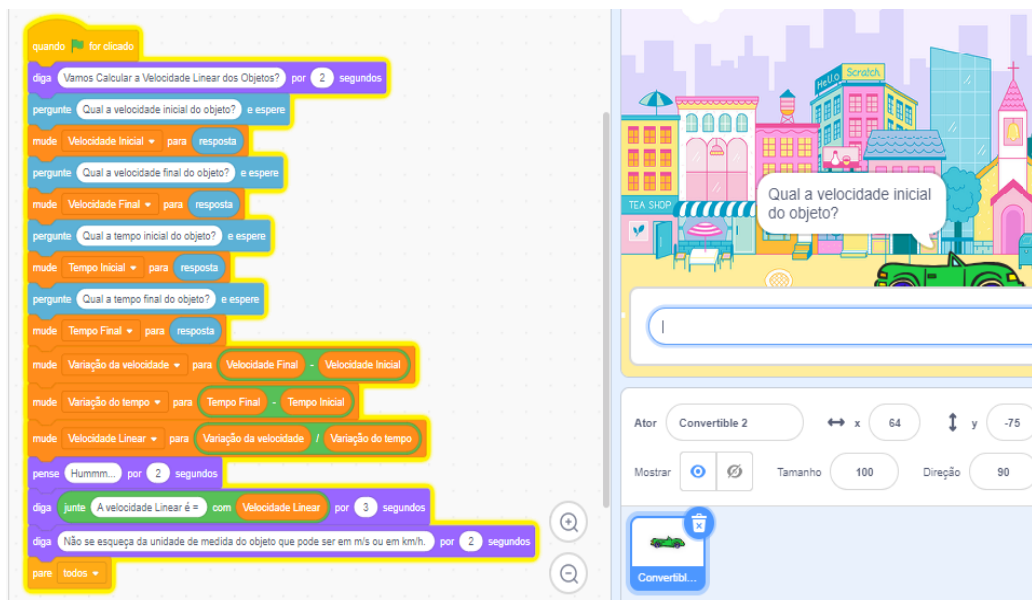 quando for clicado
diga Vamos Calcular a Velocidade Linear dos Objetos? por 2 segundos
pergunte Qual a velocidade inicial do objeto? e espere
mude Velocidade Inicial para resposta
pergunte Qual a velocidade final do objeto? e espere
mude Velocidade Final para resposta
pergunte Qual a tempo inicial do objeto? e espere
mude Tempo Inicial para resposta
pergunte Qual a tempo final do objeto? e espere
mude Tempo Final para resposta
mude Variação da velocidade para Velocidade Final - Velocidade Inicial
mude Variação do tempo para Tempo Final - Tempo Inicial
mude Velocidade Linear para Variação da velocidade / Variação do tempo
pense Hummm... por 2 segundos
diga junte A velocidade Linear é = com Velocidade Linear por 3 segundos
diga Não se esqueça da unidade de medida do objeto que pode ser em m/s ou em km/h. por 2 segundos
pare todos
Hello Scratch
TEA SHOP
Qual a velocidade inicial
do objeto?
Ator Convertible 2 x 64 y -75
Mostrar Tamanho 100 Direção 90
Convertibl...